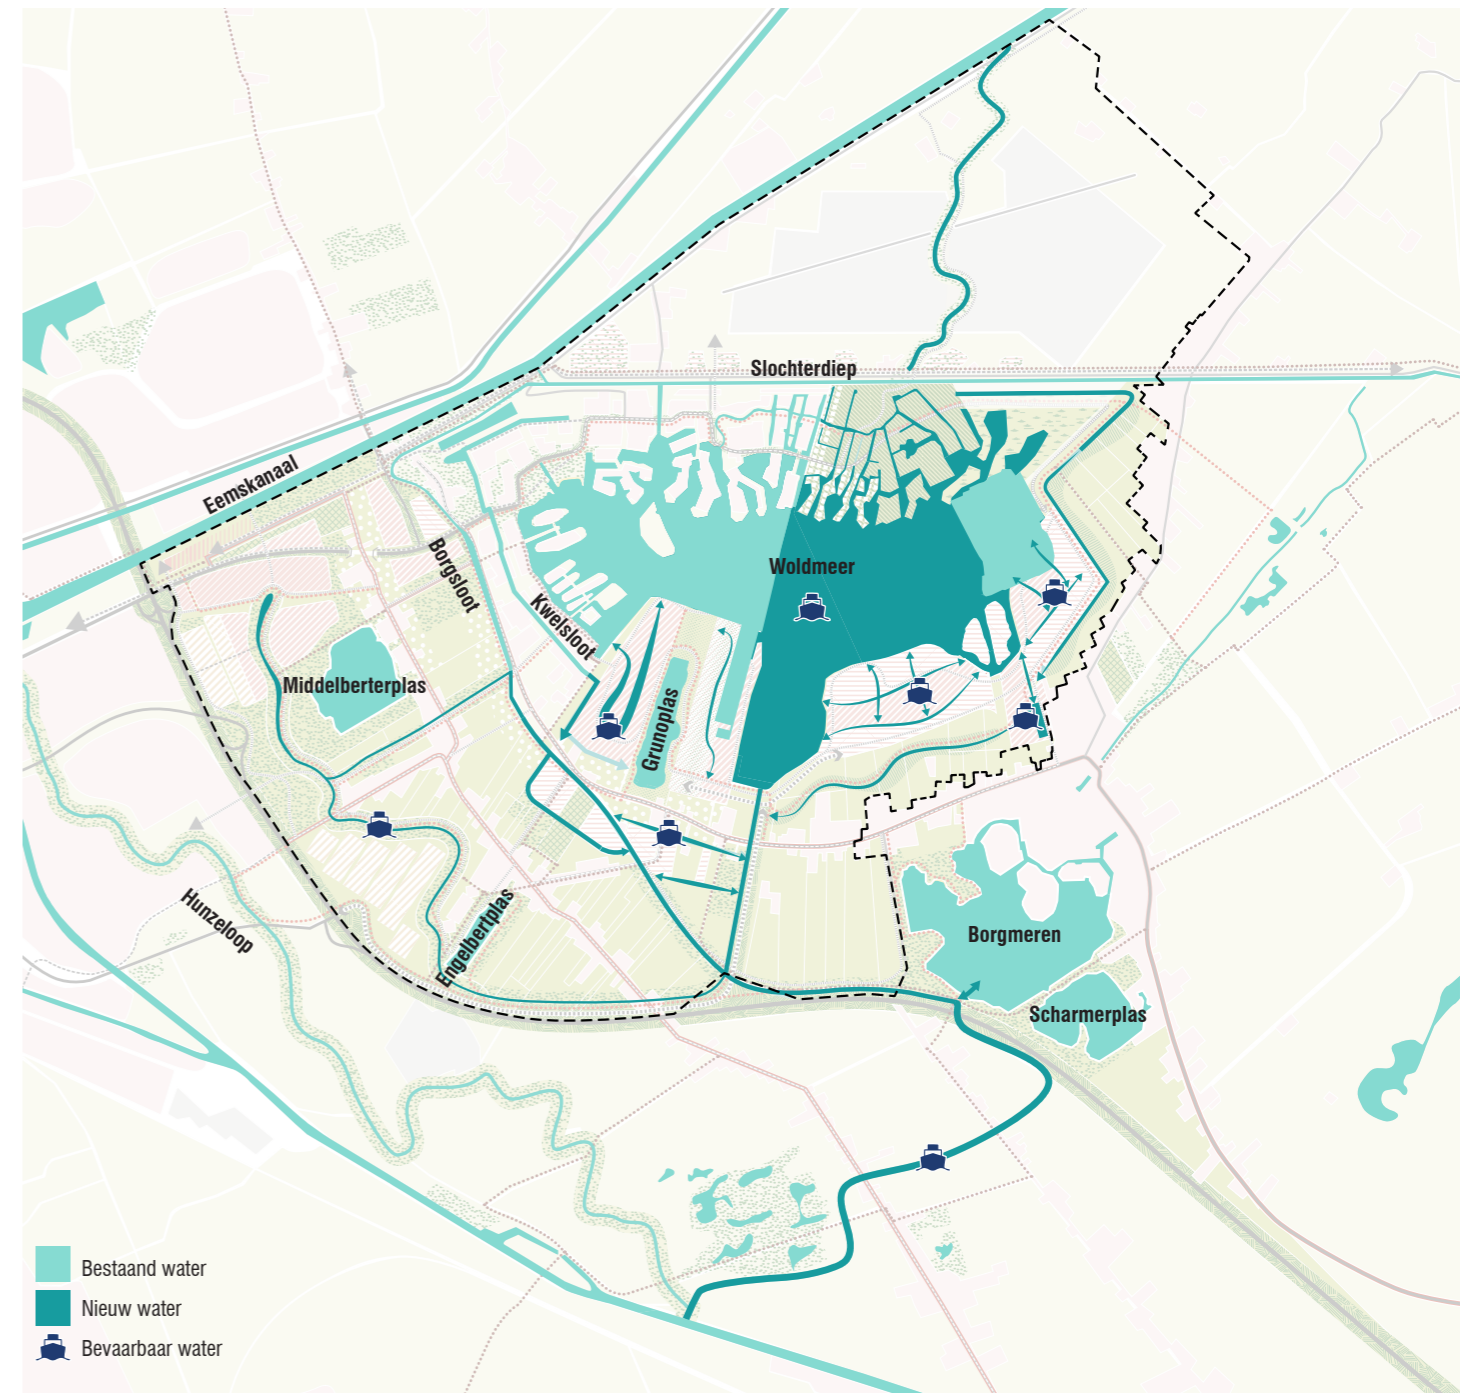 Slochterdiep
Eemskanaal
Borgsloot
Woldmeer
Kwelsloot
Middelberterplas
Grunoplas
Engelbertplas
Hunzeloop
Borgmeren
Scharmerplas
Bestaand water
Nieuw water
Bevaarbaar water